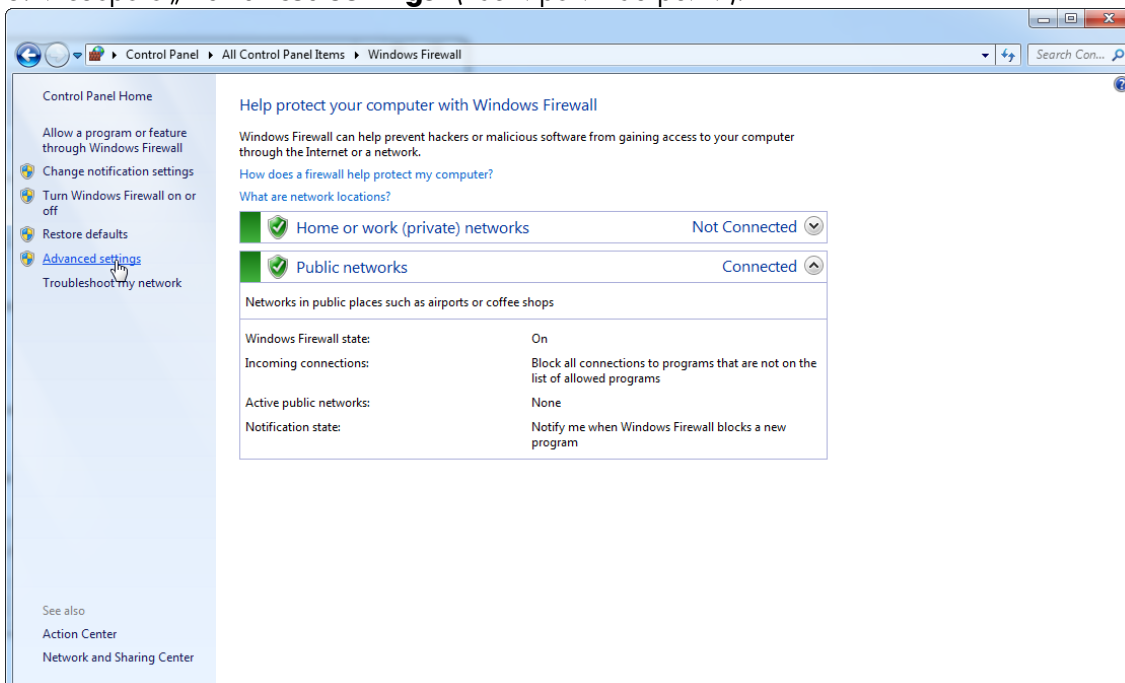 Control Panel ▸ All Control Panel Items ▸ Windows Firewall
Search Con...
Control Panel Home
Allow a program or feature
through Windows Firewall
Change notification settings
Turn Windows Firewall on or
off
Restore defaults
Advanced settings
Troubleshoot my network
See also
Action Center
Network and Sharing Center
Help protect your computer with Windows Firewall
Windows Firewall can help prevent hackers or malicious software from gaining access to your computer
through the Internet or a network.
How does a firewall help protect my computer?
What are network locations?
Home or work (private) networks Not Connected
Public networks Connected
Networks in public places such as airports or coffee shops
Windows Firewall state: On
Incoming connections: Block all connections to programs that are not on the
list of allowed programs
Active public networks: None
Notification state: Notify me when Windows Firewall blocks a new
program